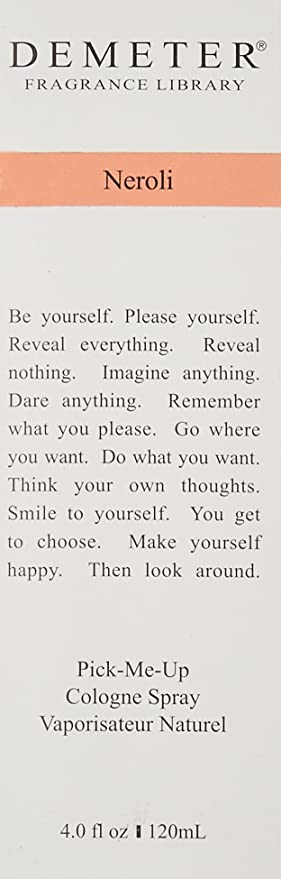 DEMETER®
FRAGRANCE LIBRARY
Neroli
Be yourself. Please yourself.
Reveal everything. Reveal
nothing. Imagine anything.
Dare anything. Remember
what you please. Go where
you want. Do what you want.
Think your own thoughts.
Smile to yourself. You get
to choose. Make yourself
happy. Then look around.
Pick-Me-Up
Cologne Spray
Vaporisateur Naturel
4.0 fl oz ▮ 120mL